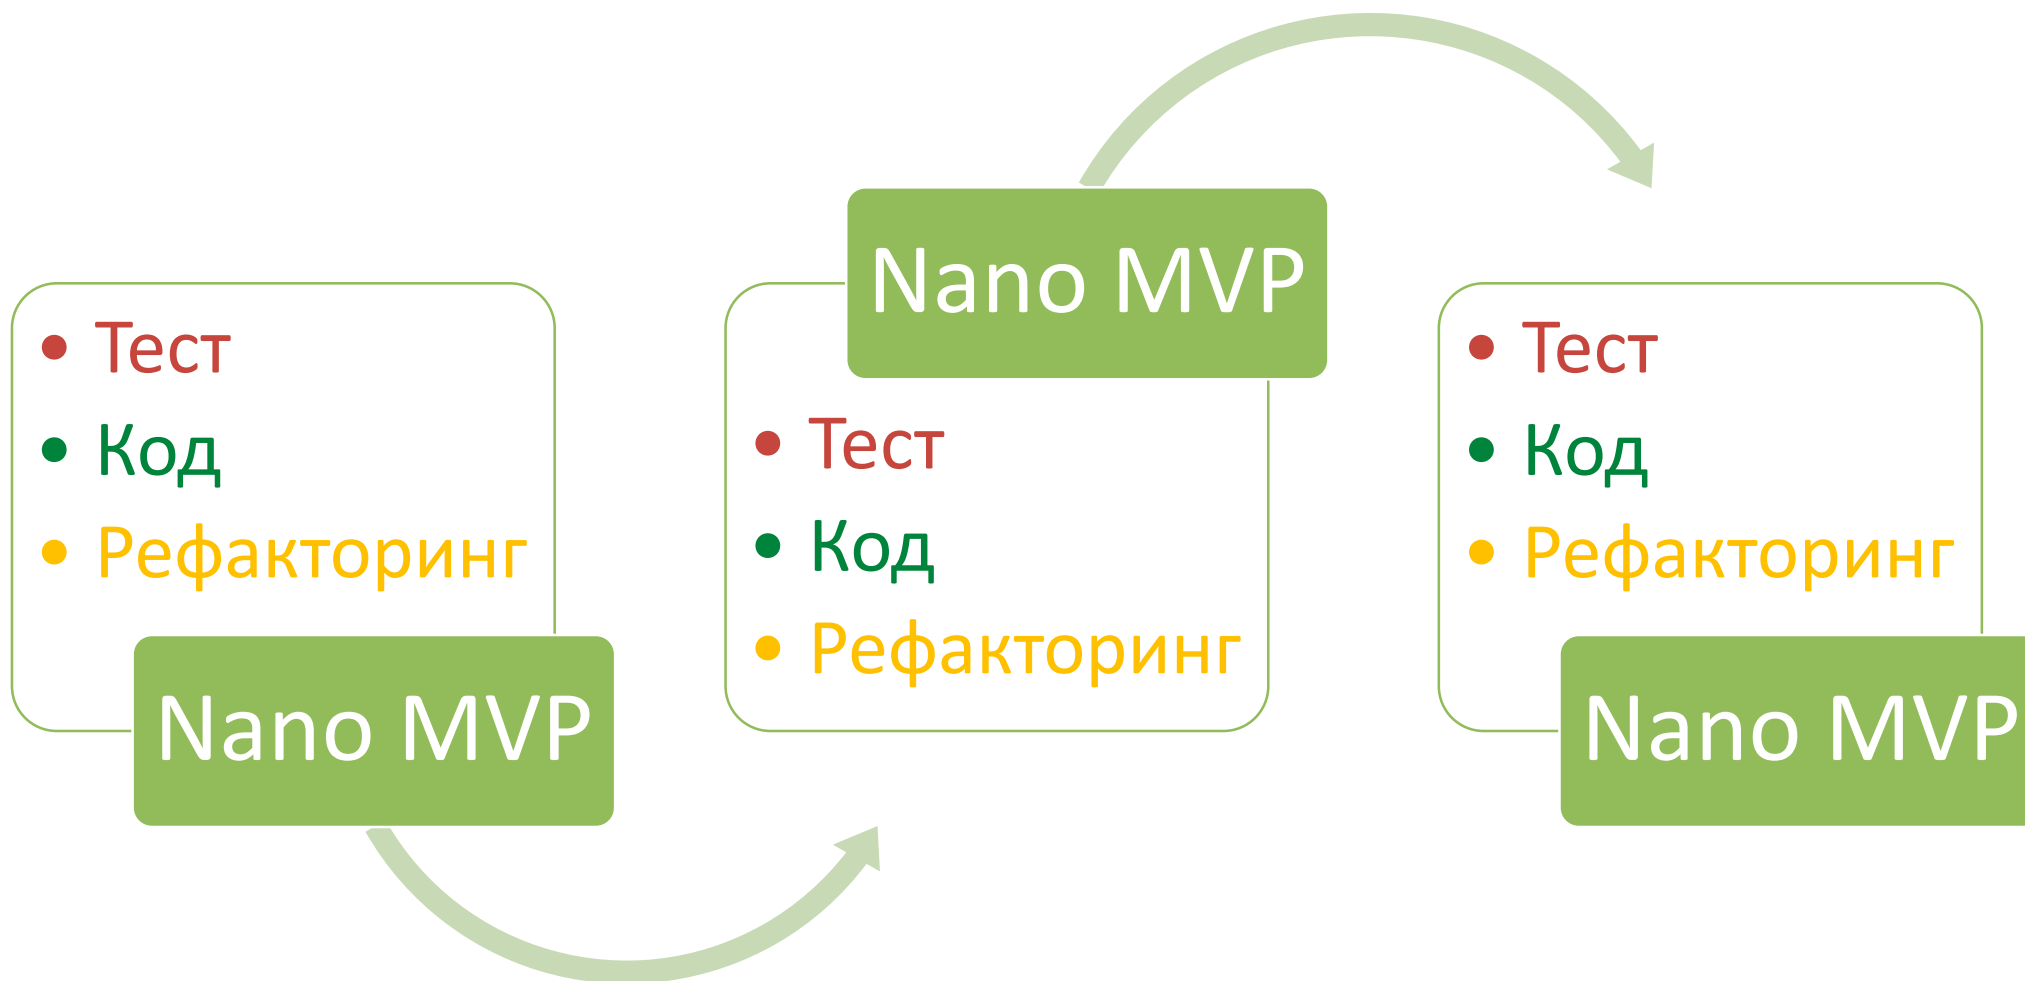 Тест
Код
Рефакторинг
Nano MVP
Nano MVP
Тест
Код
Рефакторинг
Тест
Код
Рефакторинг
Nano MVP